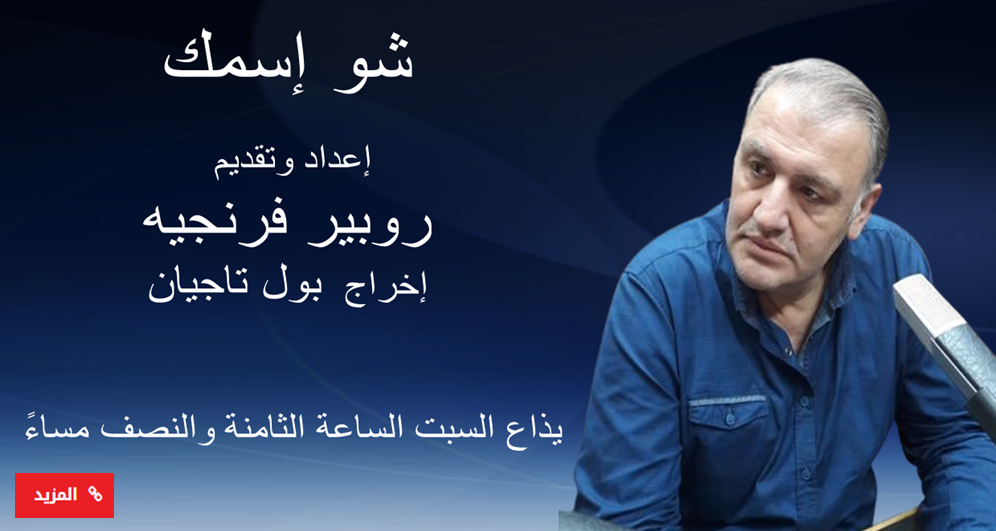 شو إسمك
إعداد وتقديم
روبير فرنجيه
إخراج بول تاجيان
يذاع السبت الساعة الثامنة والنصف مساءً
المزيد